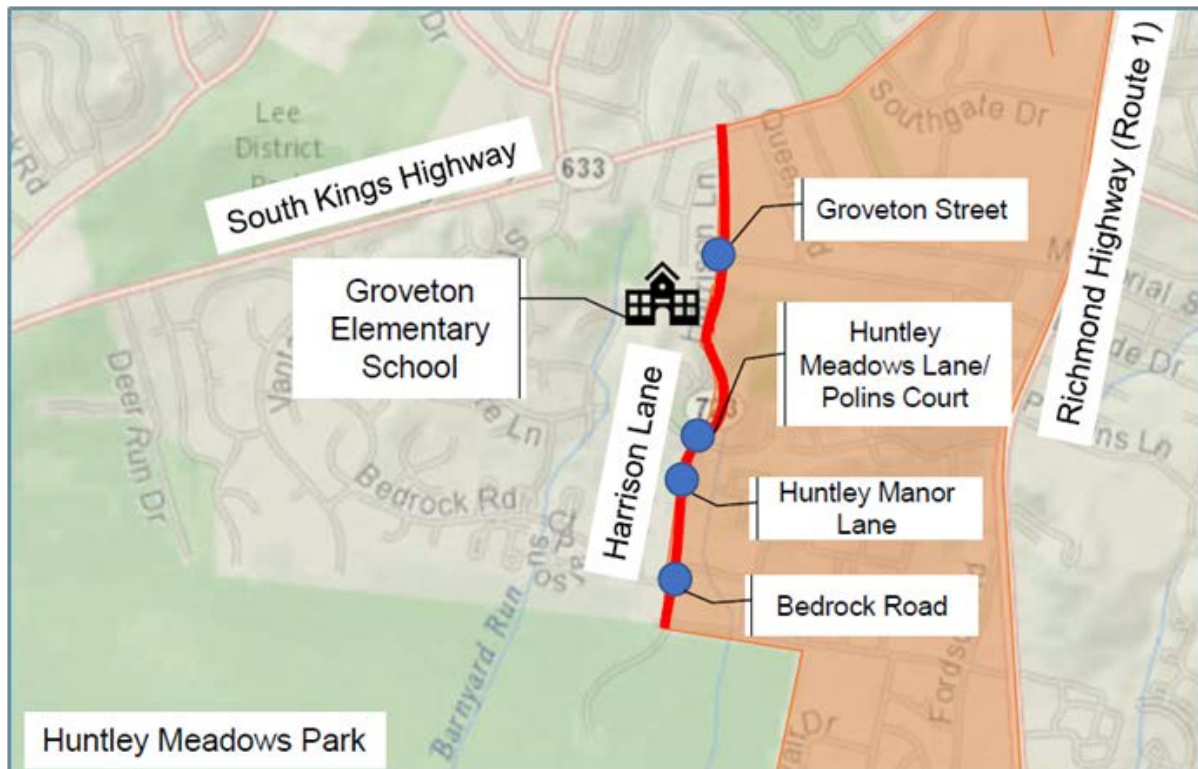 Dr
Lee
District
South Kings Highway
633
Southgate Dr
Richmond Highway (Route 1)
Groveton Street
Groveton
Elementary
School
Harrison Lane
Huntley
Meadows Lane/
Polins Court
Huntley Manor
Lane
Bedrock Road
Deer Run Dr
Bedrock Rd
Barnyard Run
Huntley Meadows Park
Dr